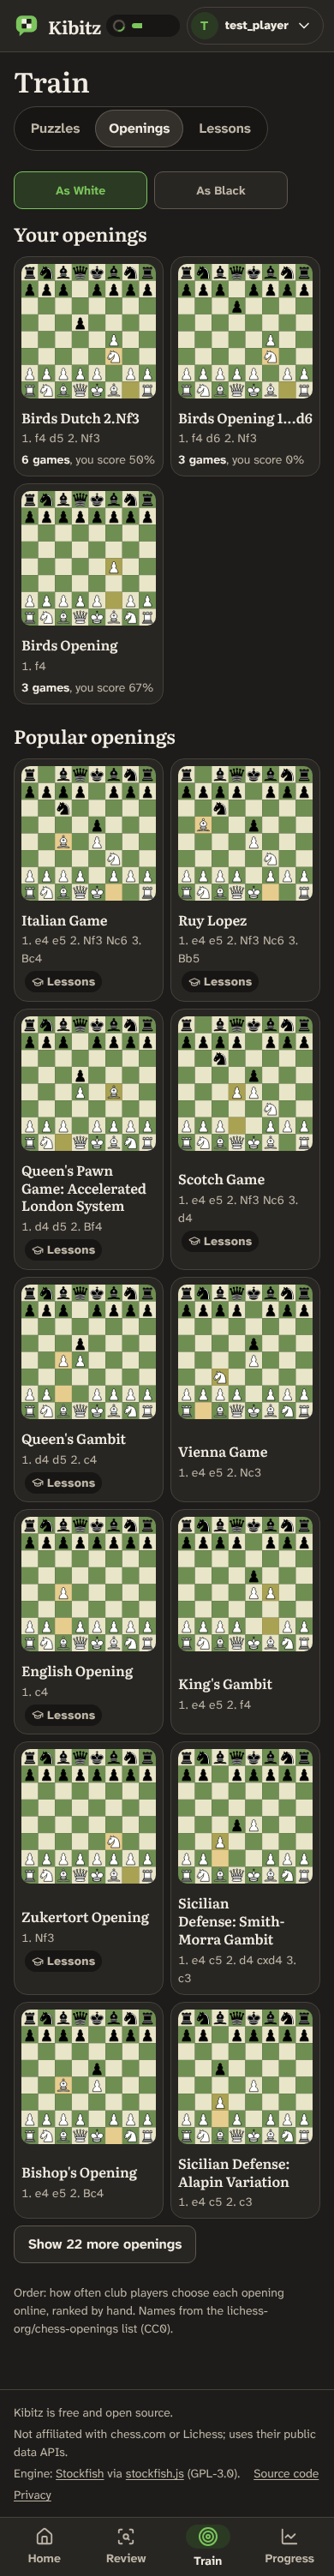 Kibitz
T test_player
Train
Puzzles Openings Lessons
As White As Black
Your openings
Birds Dutch 2.Nf3
1. f4 d5 2. Nf3
6 games, you score 50%
Birds Opening 1...d6
1. f4 d6 2. Nf3
3 games, you score 0%
Birds Opening
1. f4
3 games, you score 67%
Popular openings
Italian Game
1. e4 e5 2. Nf3 Nc6 3.
Bc4
Lessons
Ruy Lopez
1. e4 e5 2. Nf3 Nc6 3.
Bb5
Lessons
Queen's Pawn
Game: Accelerated
London System
1. d4 d5 2. Bf4
Lessons
Scotch Game
1. e4 e5 2. Nf3 Nc6 3.
d4
Lessons
Queen's Gambit
1. d4 d5 2. c4
Lessons
Vienna Game
1. e4 e5 2. Nc3
English Opening
1. c4
Lessons
King's Gambit
1. e4 e5 2. f4
Zukertort Opening
1. Nf3
Lessons
Sicilian
Defense: Smith-
Morra Gambit
1. e4 c5 2. d4 cxd4 3.
c3
Bishop's Opening
1. e4 e5 2. Bc4
Sicilian Defense:
Alapin Variation
1. e4 c5 2. c3
Show 22 more openings
Order: how often club players choose each opening
online, ranked by hand. Names from the lichess-
org/chess-openings list (CC0).
Kibitz is free and open source.
Not affiliated with chess.com or Lichess; uses their public
data APIs.
Engine: Stockfish via stockfish.js (GPL-3.0). Source code
Privacy
Home Review Train Progress